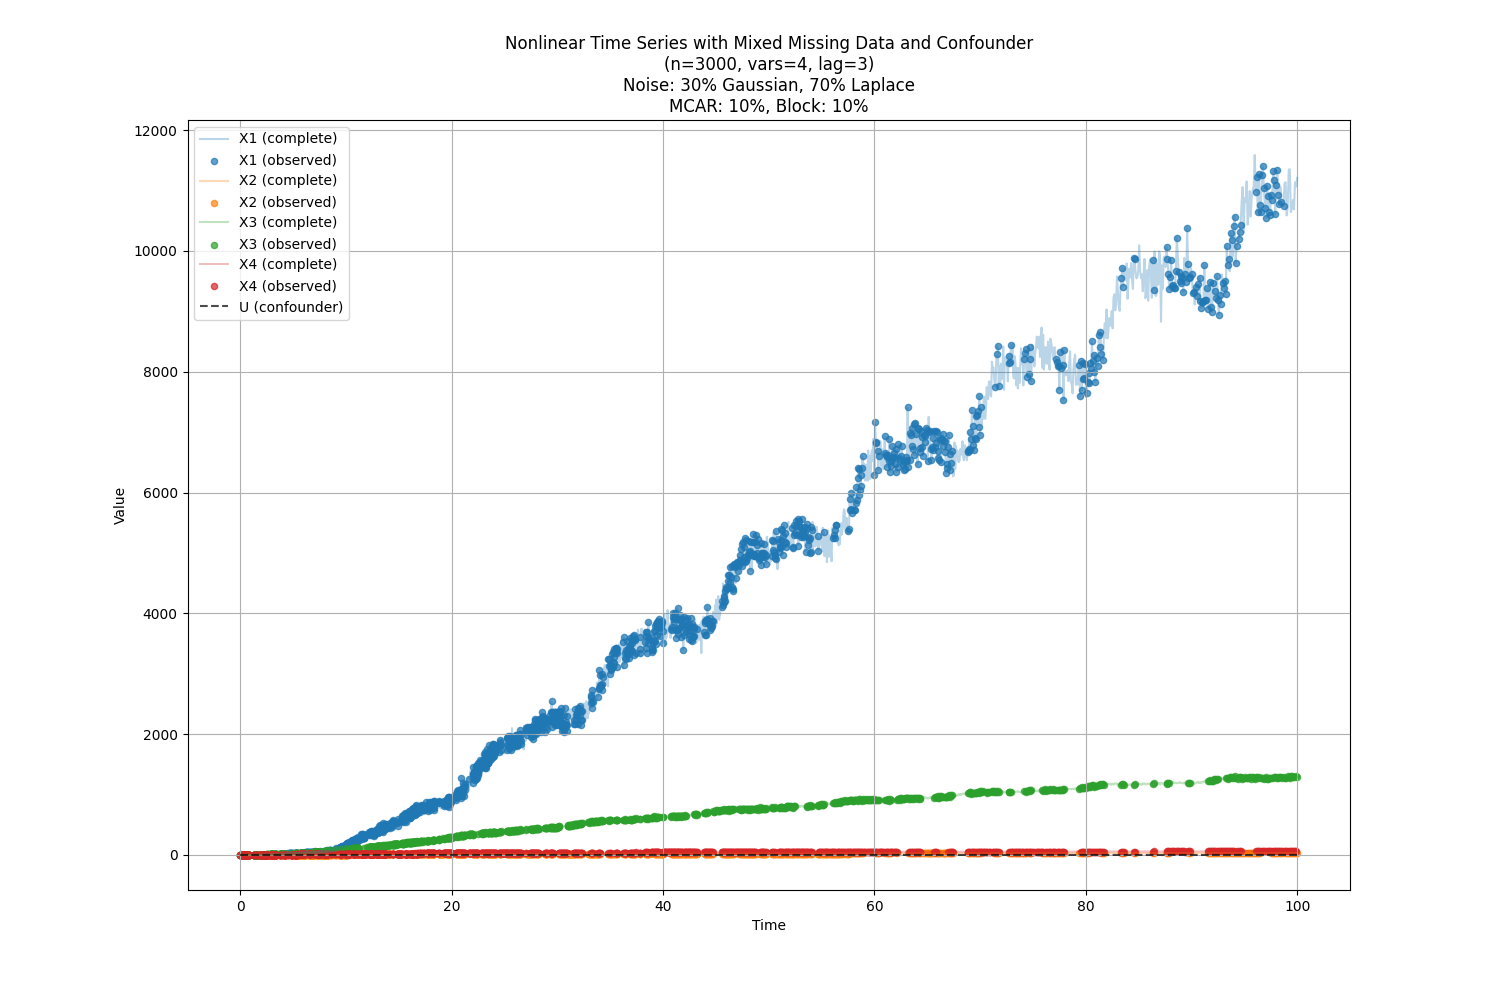 Nonlinear Time Series with Mixed Missing Data and Confounder
(n=3000, vars=4, lag=3)
Noise: 30% Gaussian, 70% Laplace
MCAR: 10%, Block: 10%
12000
10000
8000
6000
4000
2000
0
Value
X1 (complete)
X1 (observed)
X2 (complete)
X2 (observed)
X3 (complete)
X3 (observed)
X4 (complete)
X4 (observed)
U (confounder)
0
20
40
60
80
100
Time